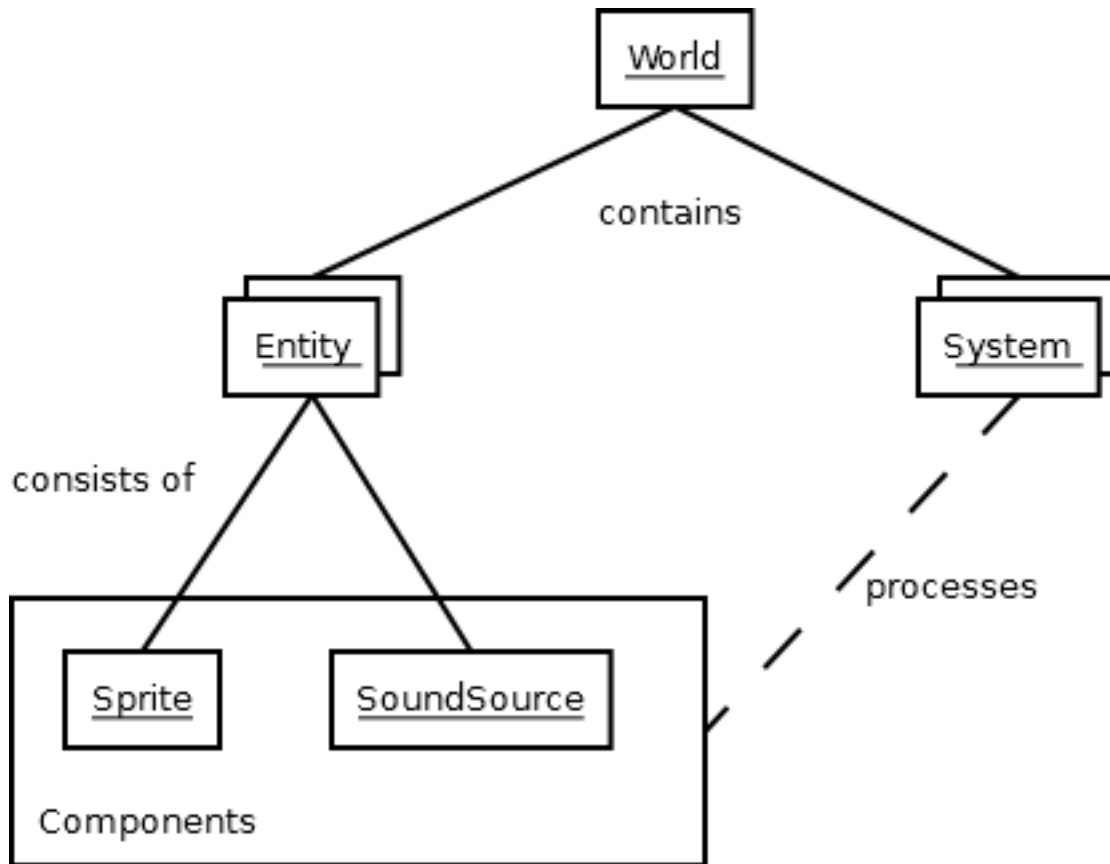 World
contains
Entity
System
consists of
processes
Sprite
SoundSource
Components